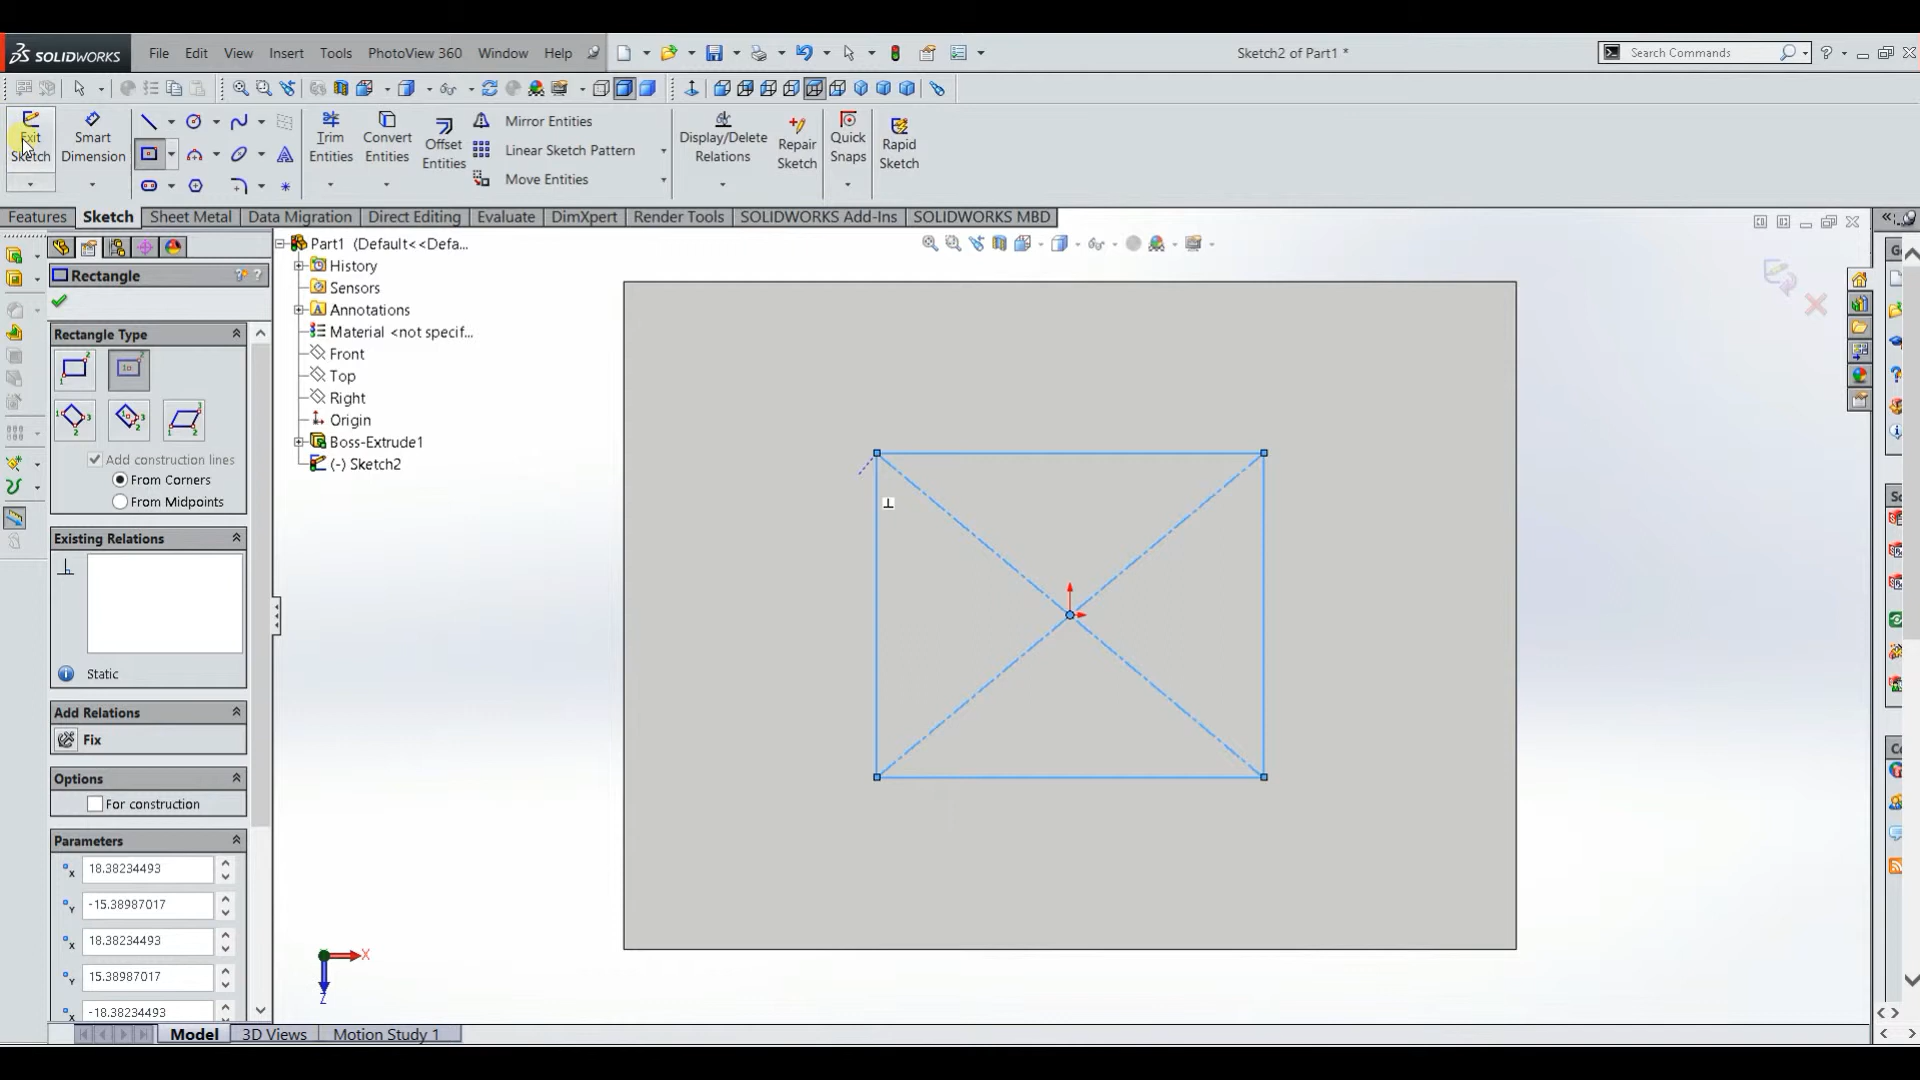 SOLIDWORKS File Edit View Insert Tools PhotoView 360 Window Help Sketch2 of Part1 * Search Commands
Exit Sketch
Smart Dimension
Trim Entities
Convert Entities
Offset Entities
Mirror Entities
Linear Sketch Pattern
Move Entities
Display/Delete Relations
Repair Sketch
Quick Snaps
Rapid Sketch
Features Sketch Sheet Metal Data Migration Direct Editing Evaluate DimXpert Render Tools SOLIDWORKS Add-Ins SOLIDWORKS MBD
Rectangle
Rectangle Type
Add construction lines
From Corners
From Midpoints
Existing Relations
Static
Add Relations
Fix
Options
For construction
Parameters
X 18.38234493
Y -15.38987017
X 18.38234493
Y 15.38987017
X -18.38234493
Part1 (Default<<Defa...
History
Sensors
Annotations
Material <not specif...
Front
Top
Right
Origin
Boss-Extrude1
(-) Sketch2
X
Z
Model 3D Views Motion Study 1